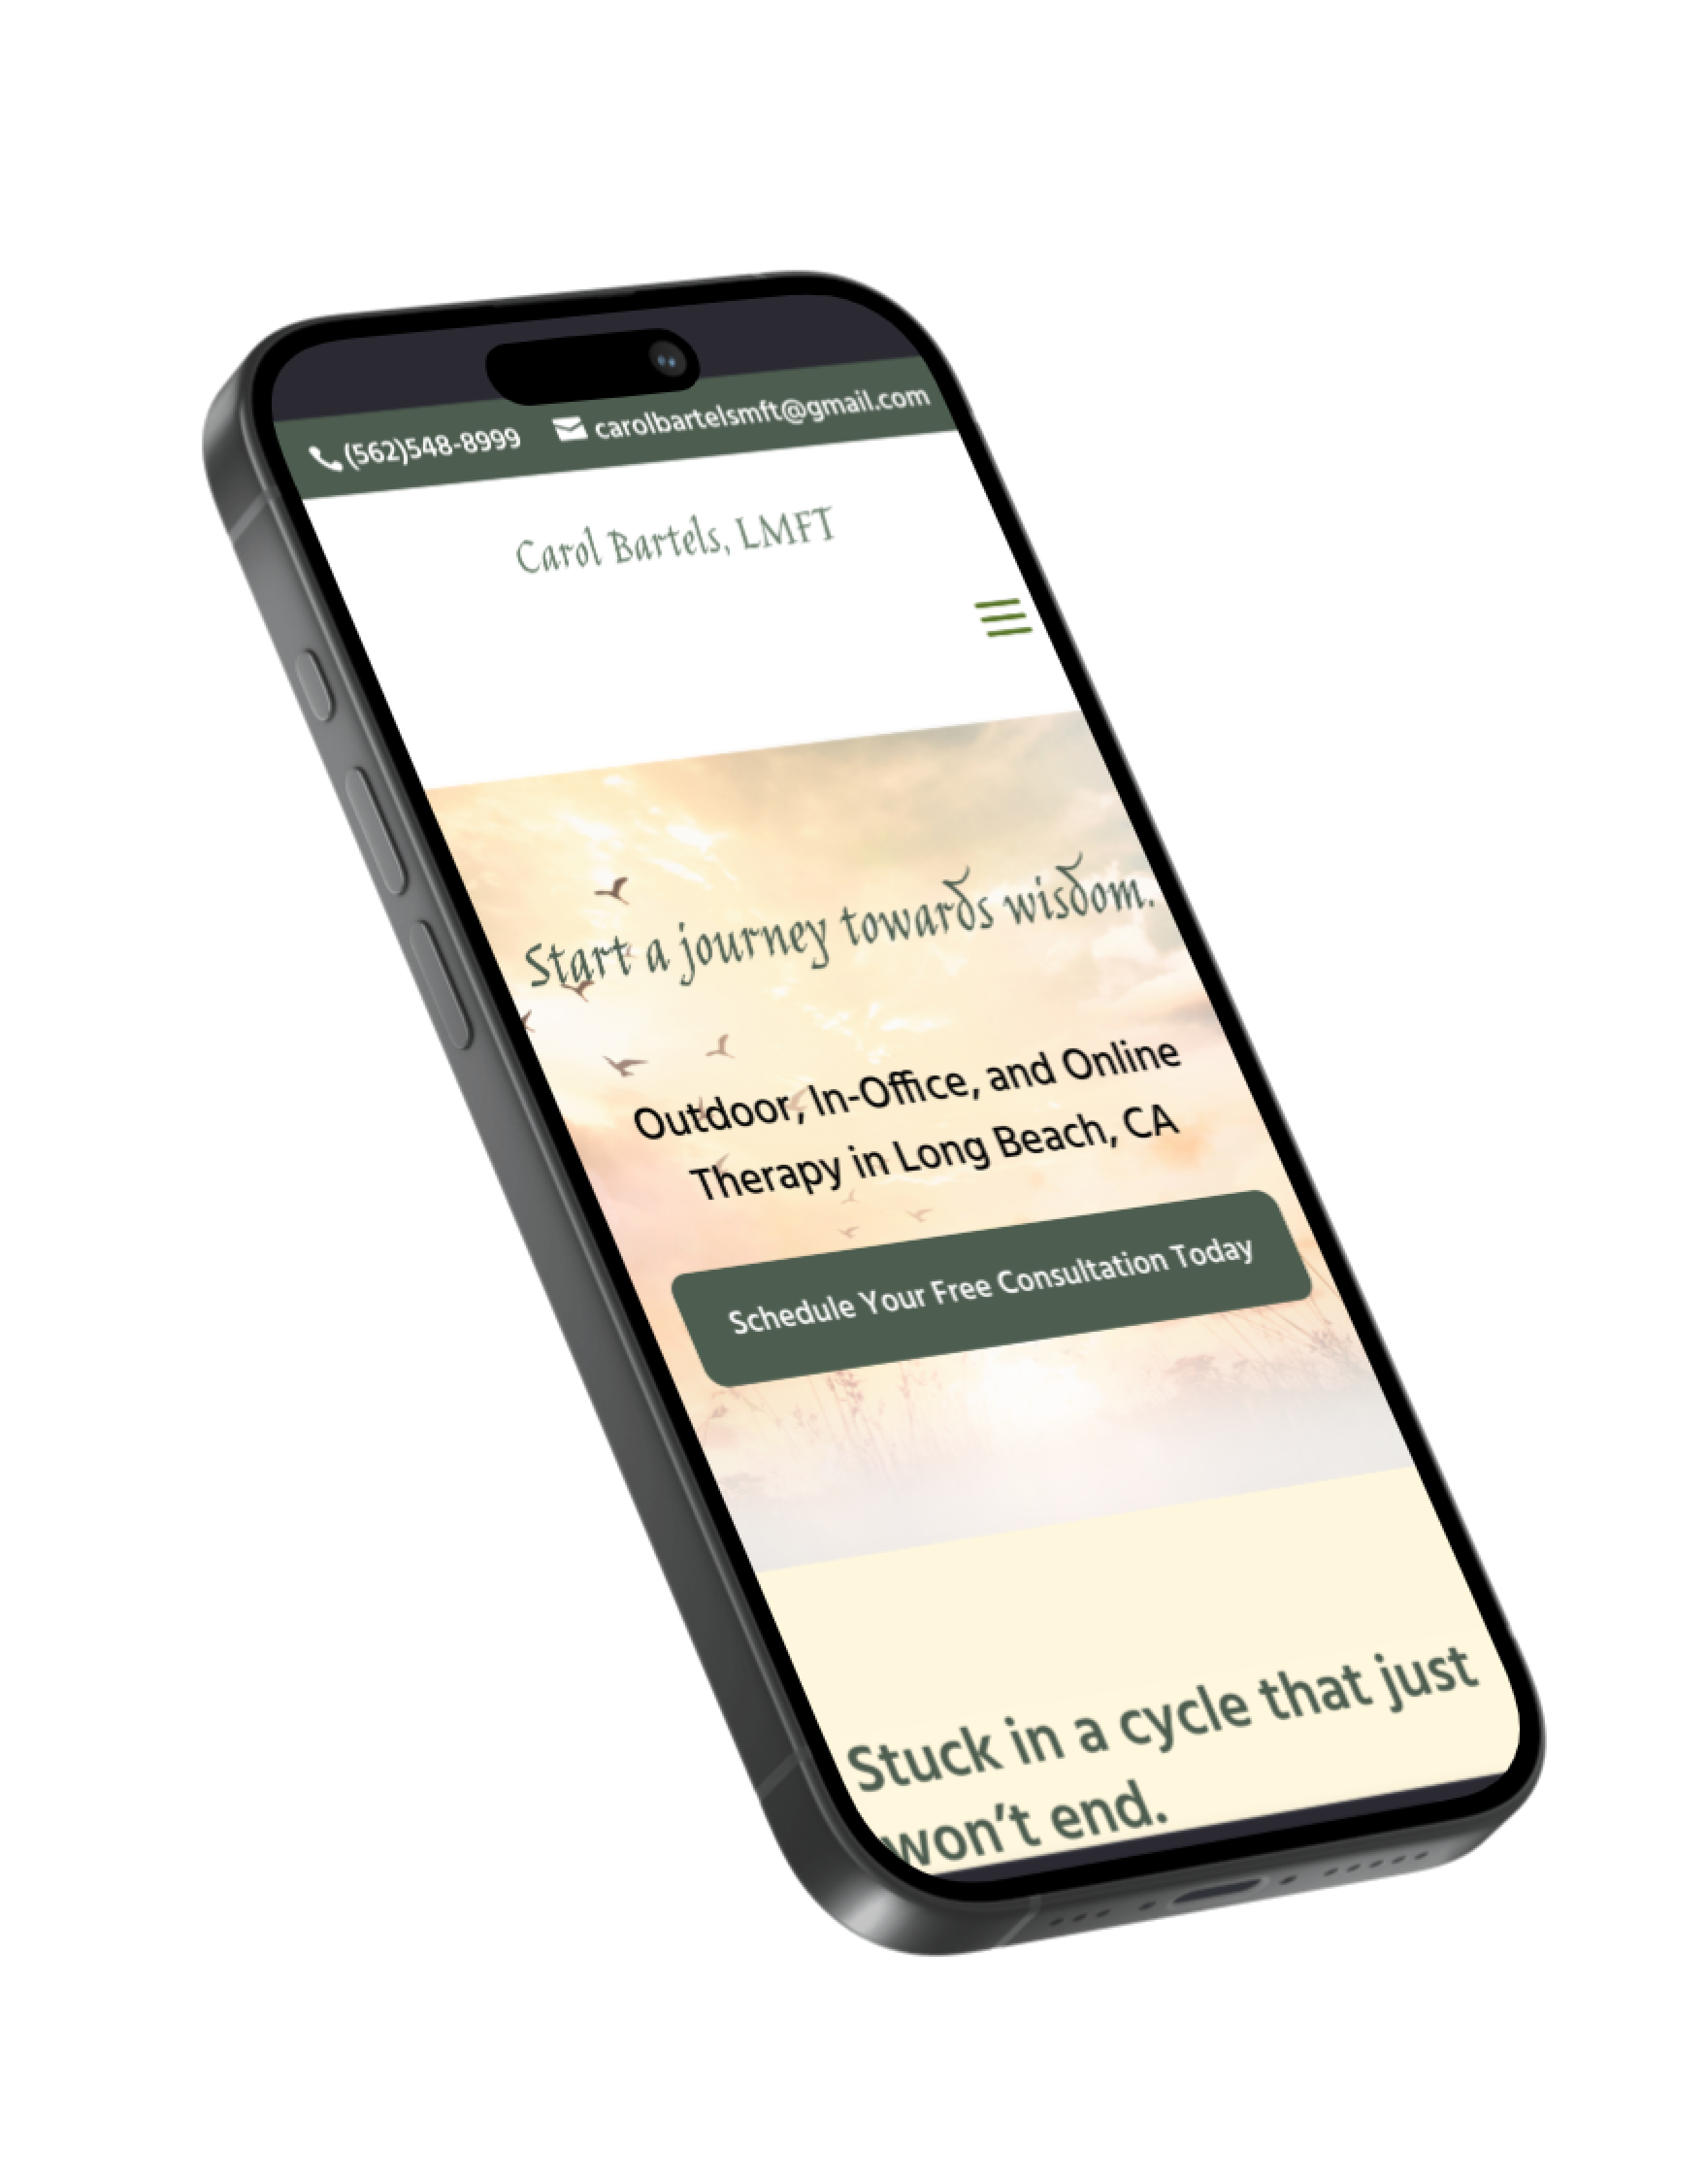 (562)548-8999 carolbartelsmft@gmail.com
Carol Bartels, LMFT
Start a journey towards wisdom.
Outdoor, In-Office, and Online
Therapy in Long Beach, CA
Schedule Your Free Consultation Today
Stuck in a cycle that just
won't end.